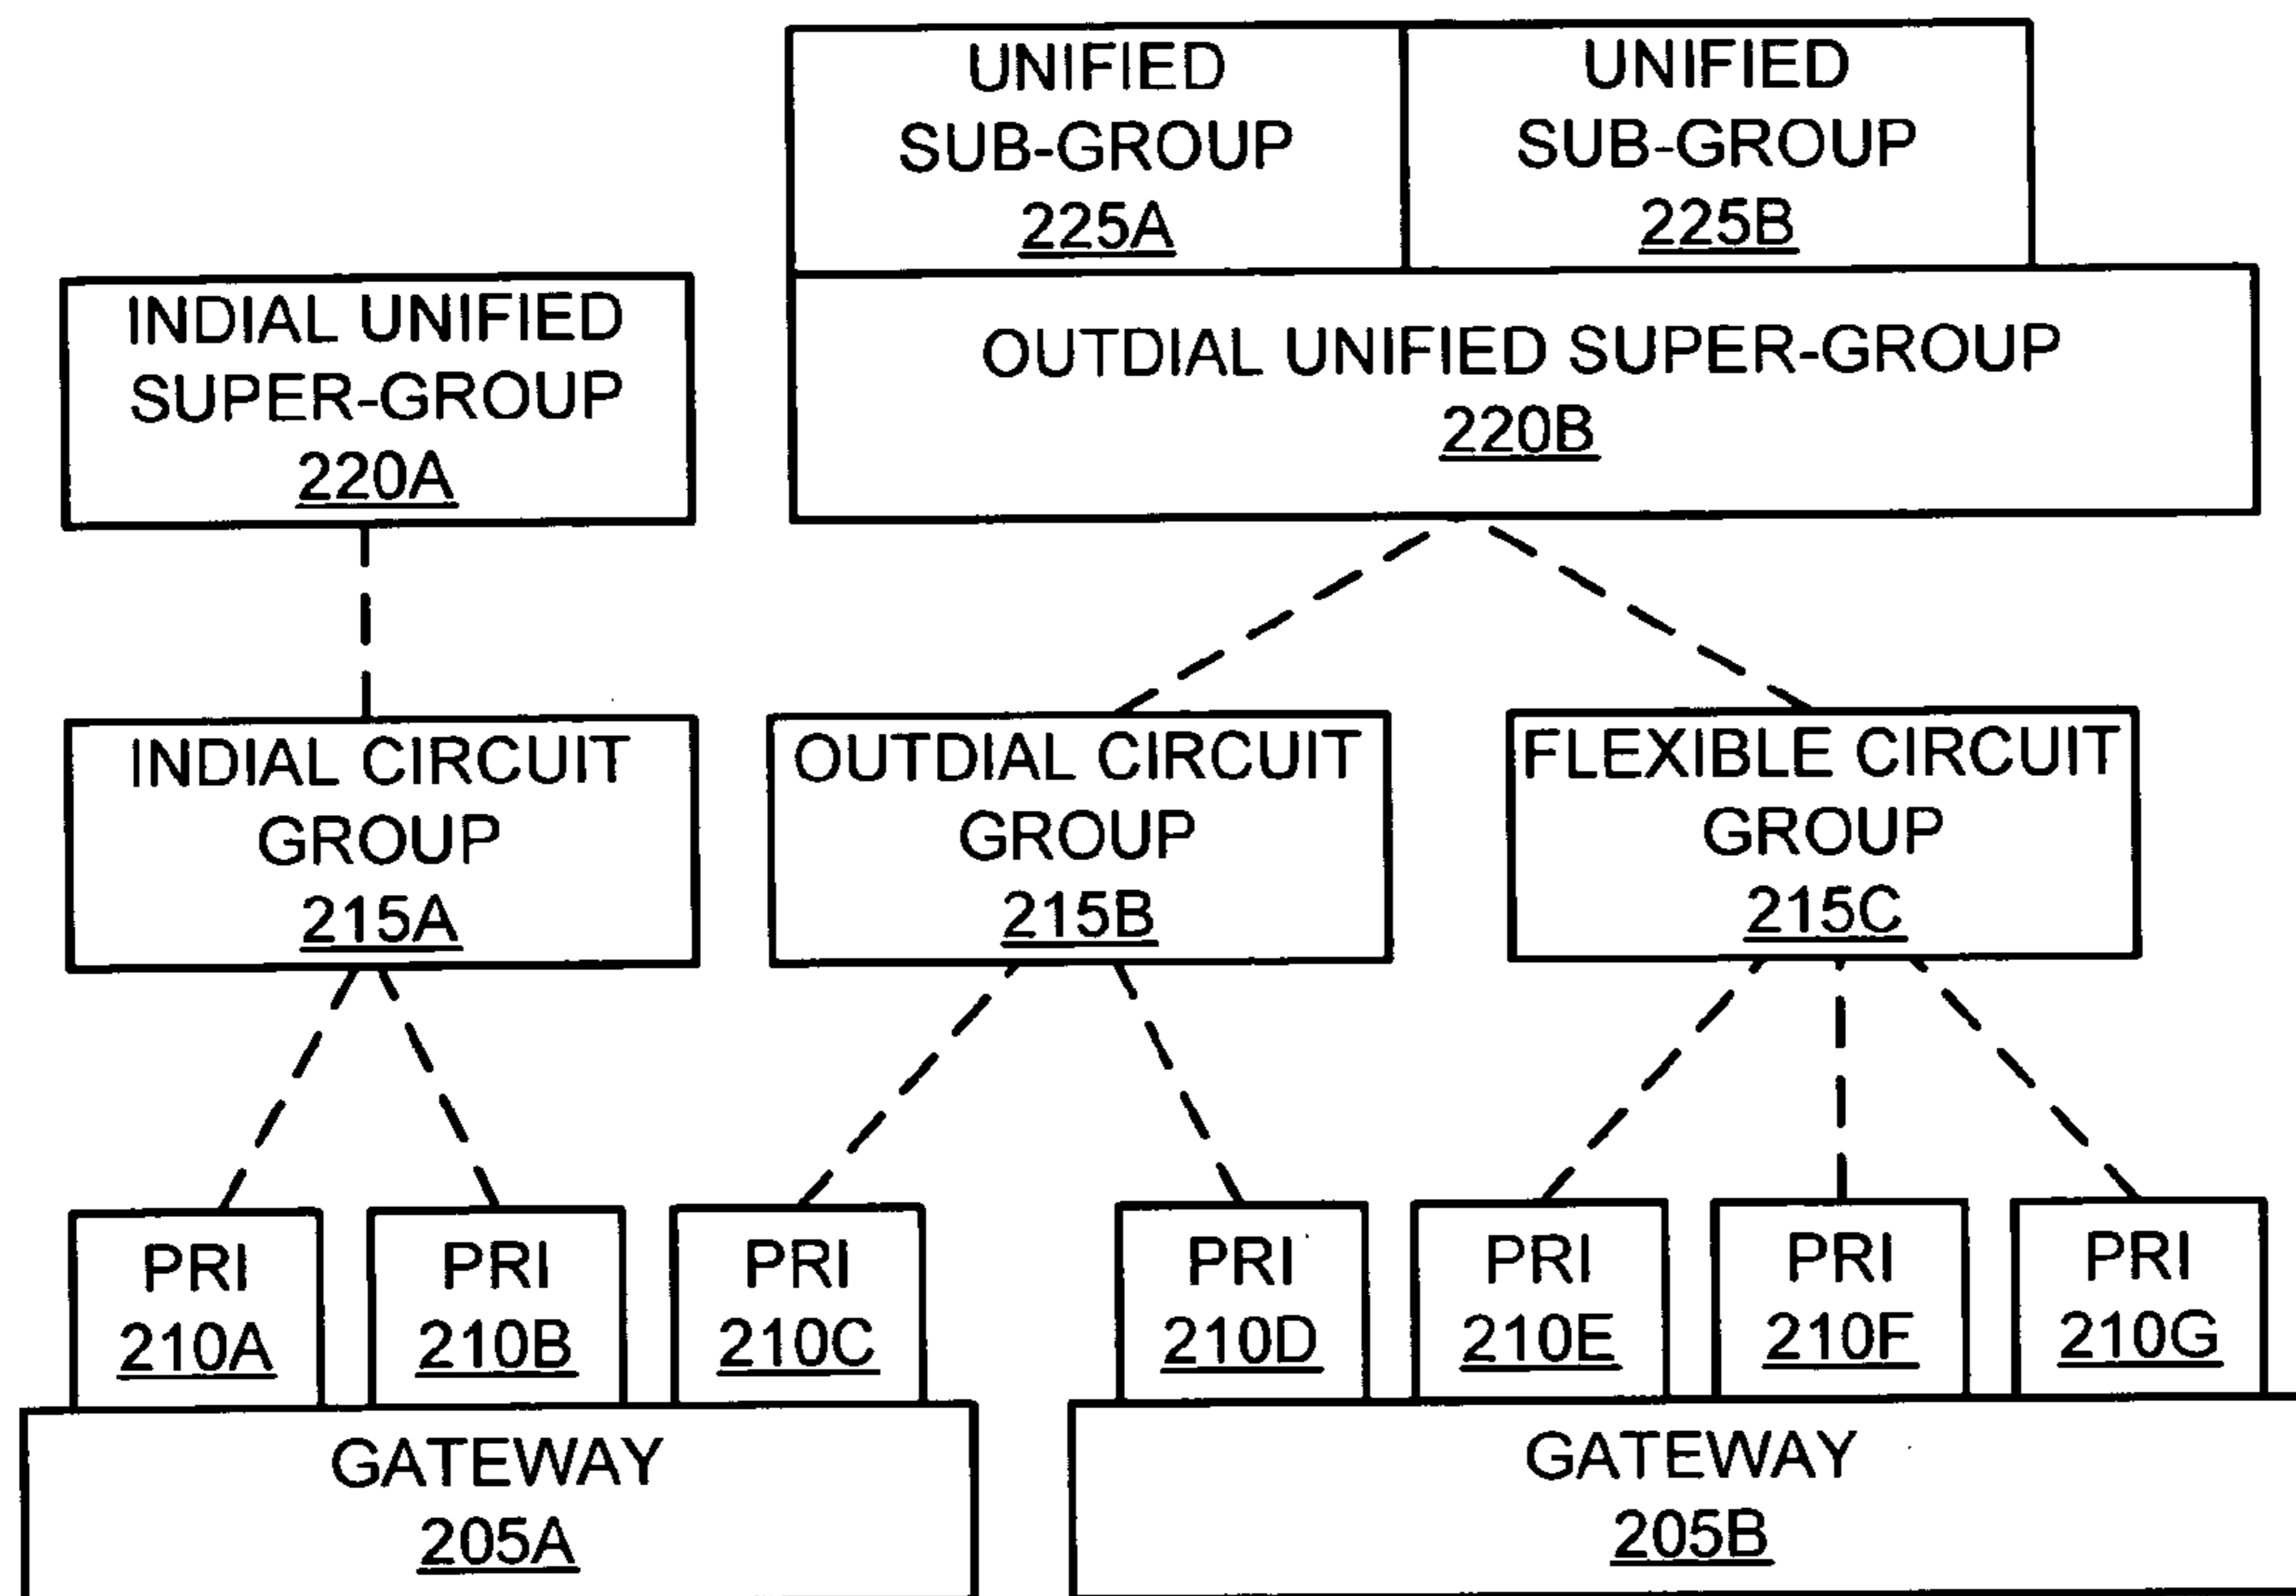 UNIFIED
SUB-GROUP
225A
UNIFIED
SUB-GROUP
225B
INDIAL UNIFIED
SUPER-GROUP
220A
OUTDIAL UNIFIED SUPER-GROUP
220B
INDIAL CIRCUIT
GROUP
215A
OUTDIAL CIRCUIT
GROUP
215B
FLEXIBLE CIRCUIT
GROUP
215C
PRI
210A
PRI
210B
PRI
210C
PRI
210D
PRI
210E
PRI
210F
PRI
210G
GATEWAY
205A
GATEWAY
205B